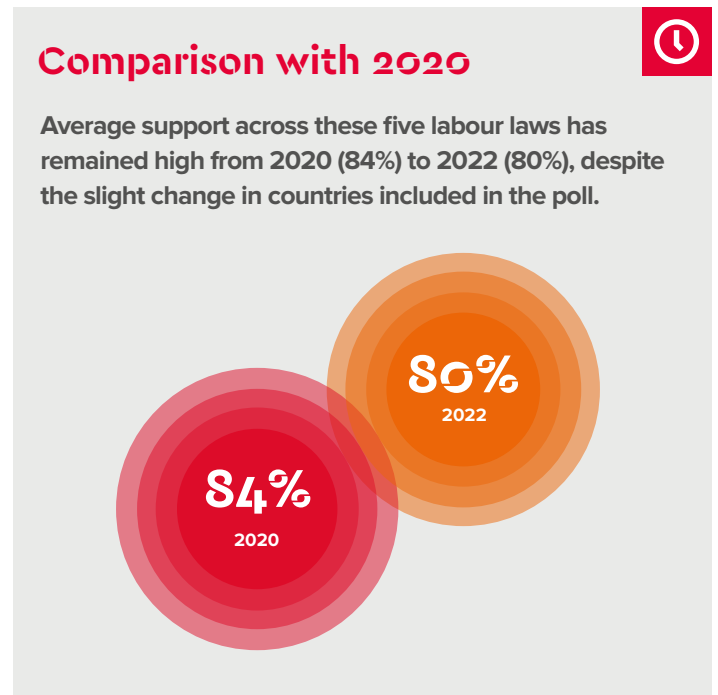 Comparison with 2020
Average support across these five labour laws has
remained high from 2020 (84%) to 2022 (80%), despite
the slight change in countries included in the poll.
80%
2022
84%
2020